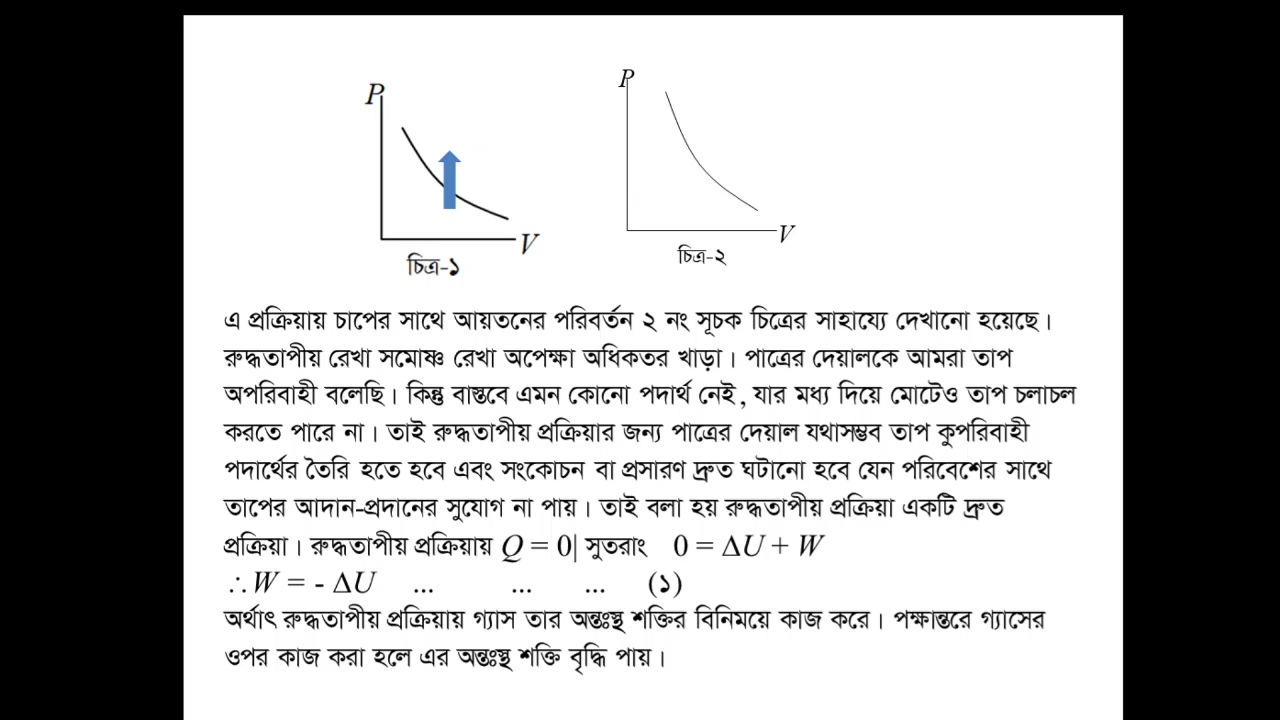 P
P
V
V
চিত্র-১
চিত্র-২
এ প্রক্রিয়ায় চাপের সাথে আয়তনের পরিবর্তন ২ নং সূচক চিত্রের সাহায্যে দেখানো হয়েছে।
রুদ্ধতাপীয় রেখা সমোষ্ণ রেখা অপেক্ষা অধিকতর খাড়া। পাত্রের দেয়ালকে আমরা তাপ
অপরিবাহী বলেছি। কিন্তু বাস্তবে এমন কোনো পদার্থ নেই, যার মধ্য দিয়ে মোটেও তাপ চলাচল
করতে পারে না। তাই রুদ্ধতাপীয় প্রক্রিয়ার জন্য পাত্রের দেয়াল যথাসম্ভব তাপ কুপরিবাহী
পদার্থের তৈরি হতে হবে এবং সংকোচন বা প্রসারণ দ্রুত ঘটানো হবে যেন পরিবেশের সাথে
তাপের আদান-প্রদানের সুযোগ না পায়। তাই বলা হয় রুদ্ধতাপীয় প্রক্রিয়া একটি দ্রুত
প্রক্রিয়া। রুদ্ধতাপীয় প্রক্রিয়ায় Q = 0| সুতরাং 0 = ΔU + W
∴W = - ΔU ... ... ... (১)
অর্থাৎ রুদ্ধতাপীয় প্রক্রিয়ায় গ্যাস তার অন্তঃস্থ শক্তির বিনিময়ে কাজ করে। পক্ষান্তরে গ্যাসের
ওপর কাজ করা হলে এর অন্তঃস্থ শক্তি বৃদ্ধি পায়।